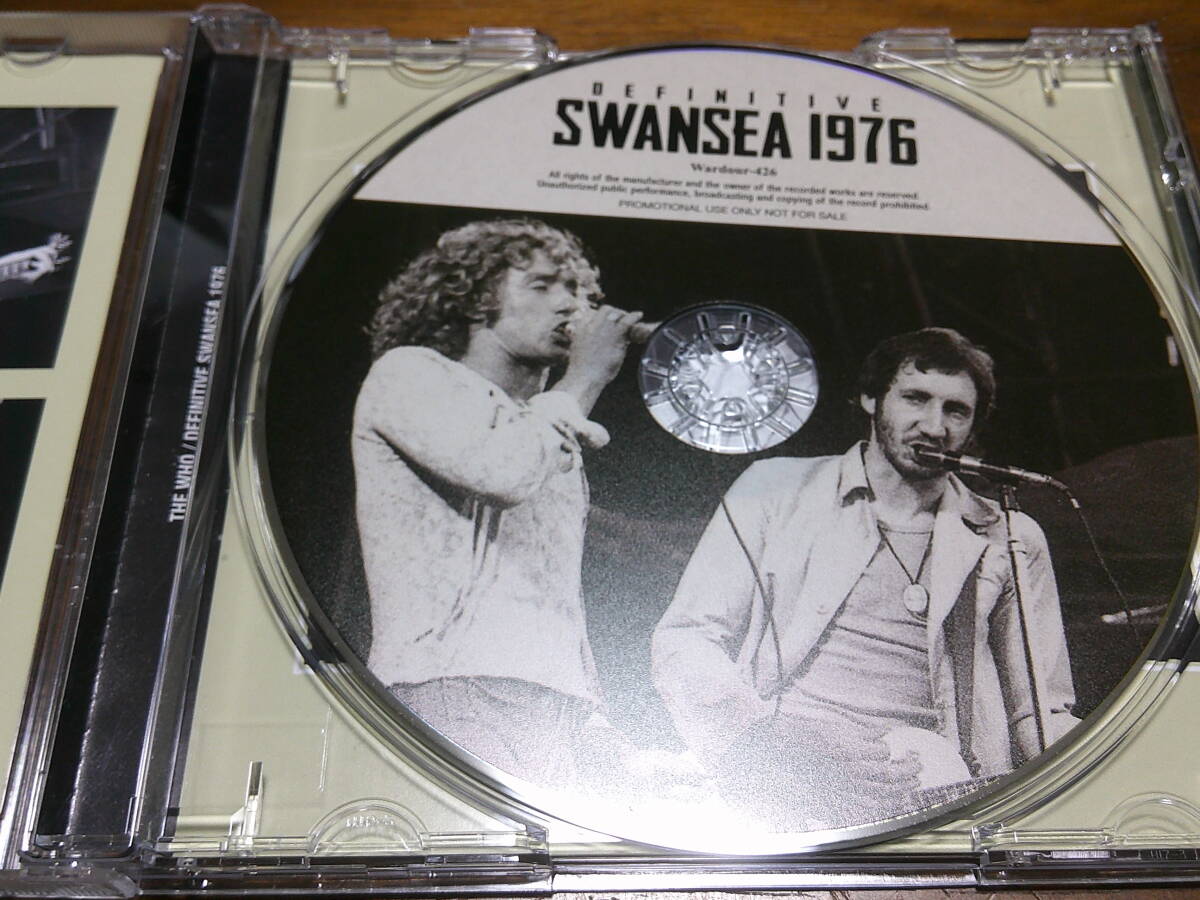 DEFINITIVE
SWANSEA 1976
Wardour-426
All rights of the manufacturer and the owner of the recorded works are reserved.
Unauthorized public performance, broadcasting and copying of the record prohibited.
PROMOTIONAL USE ONLY NOT FOR SALE
THE WHO / DEFINITIVE SWANSEA 1976